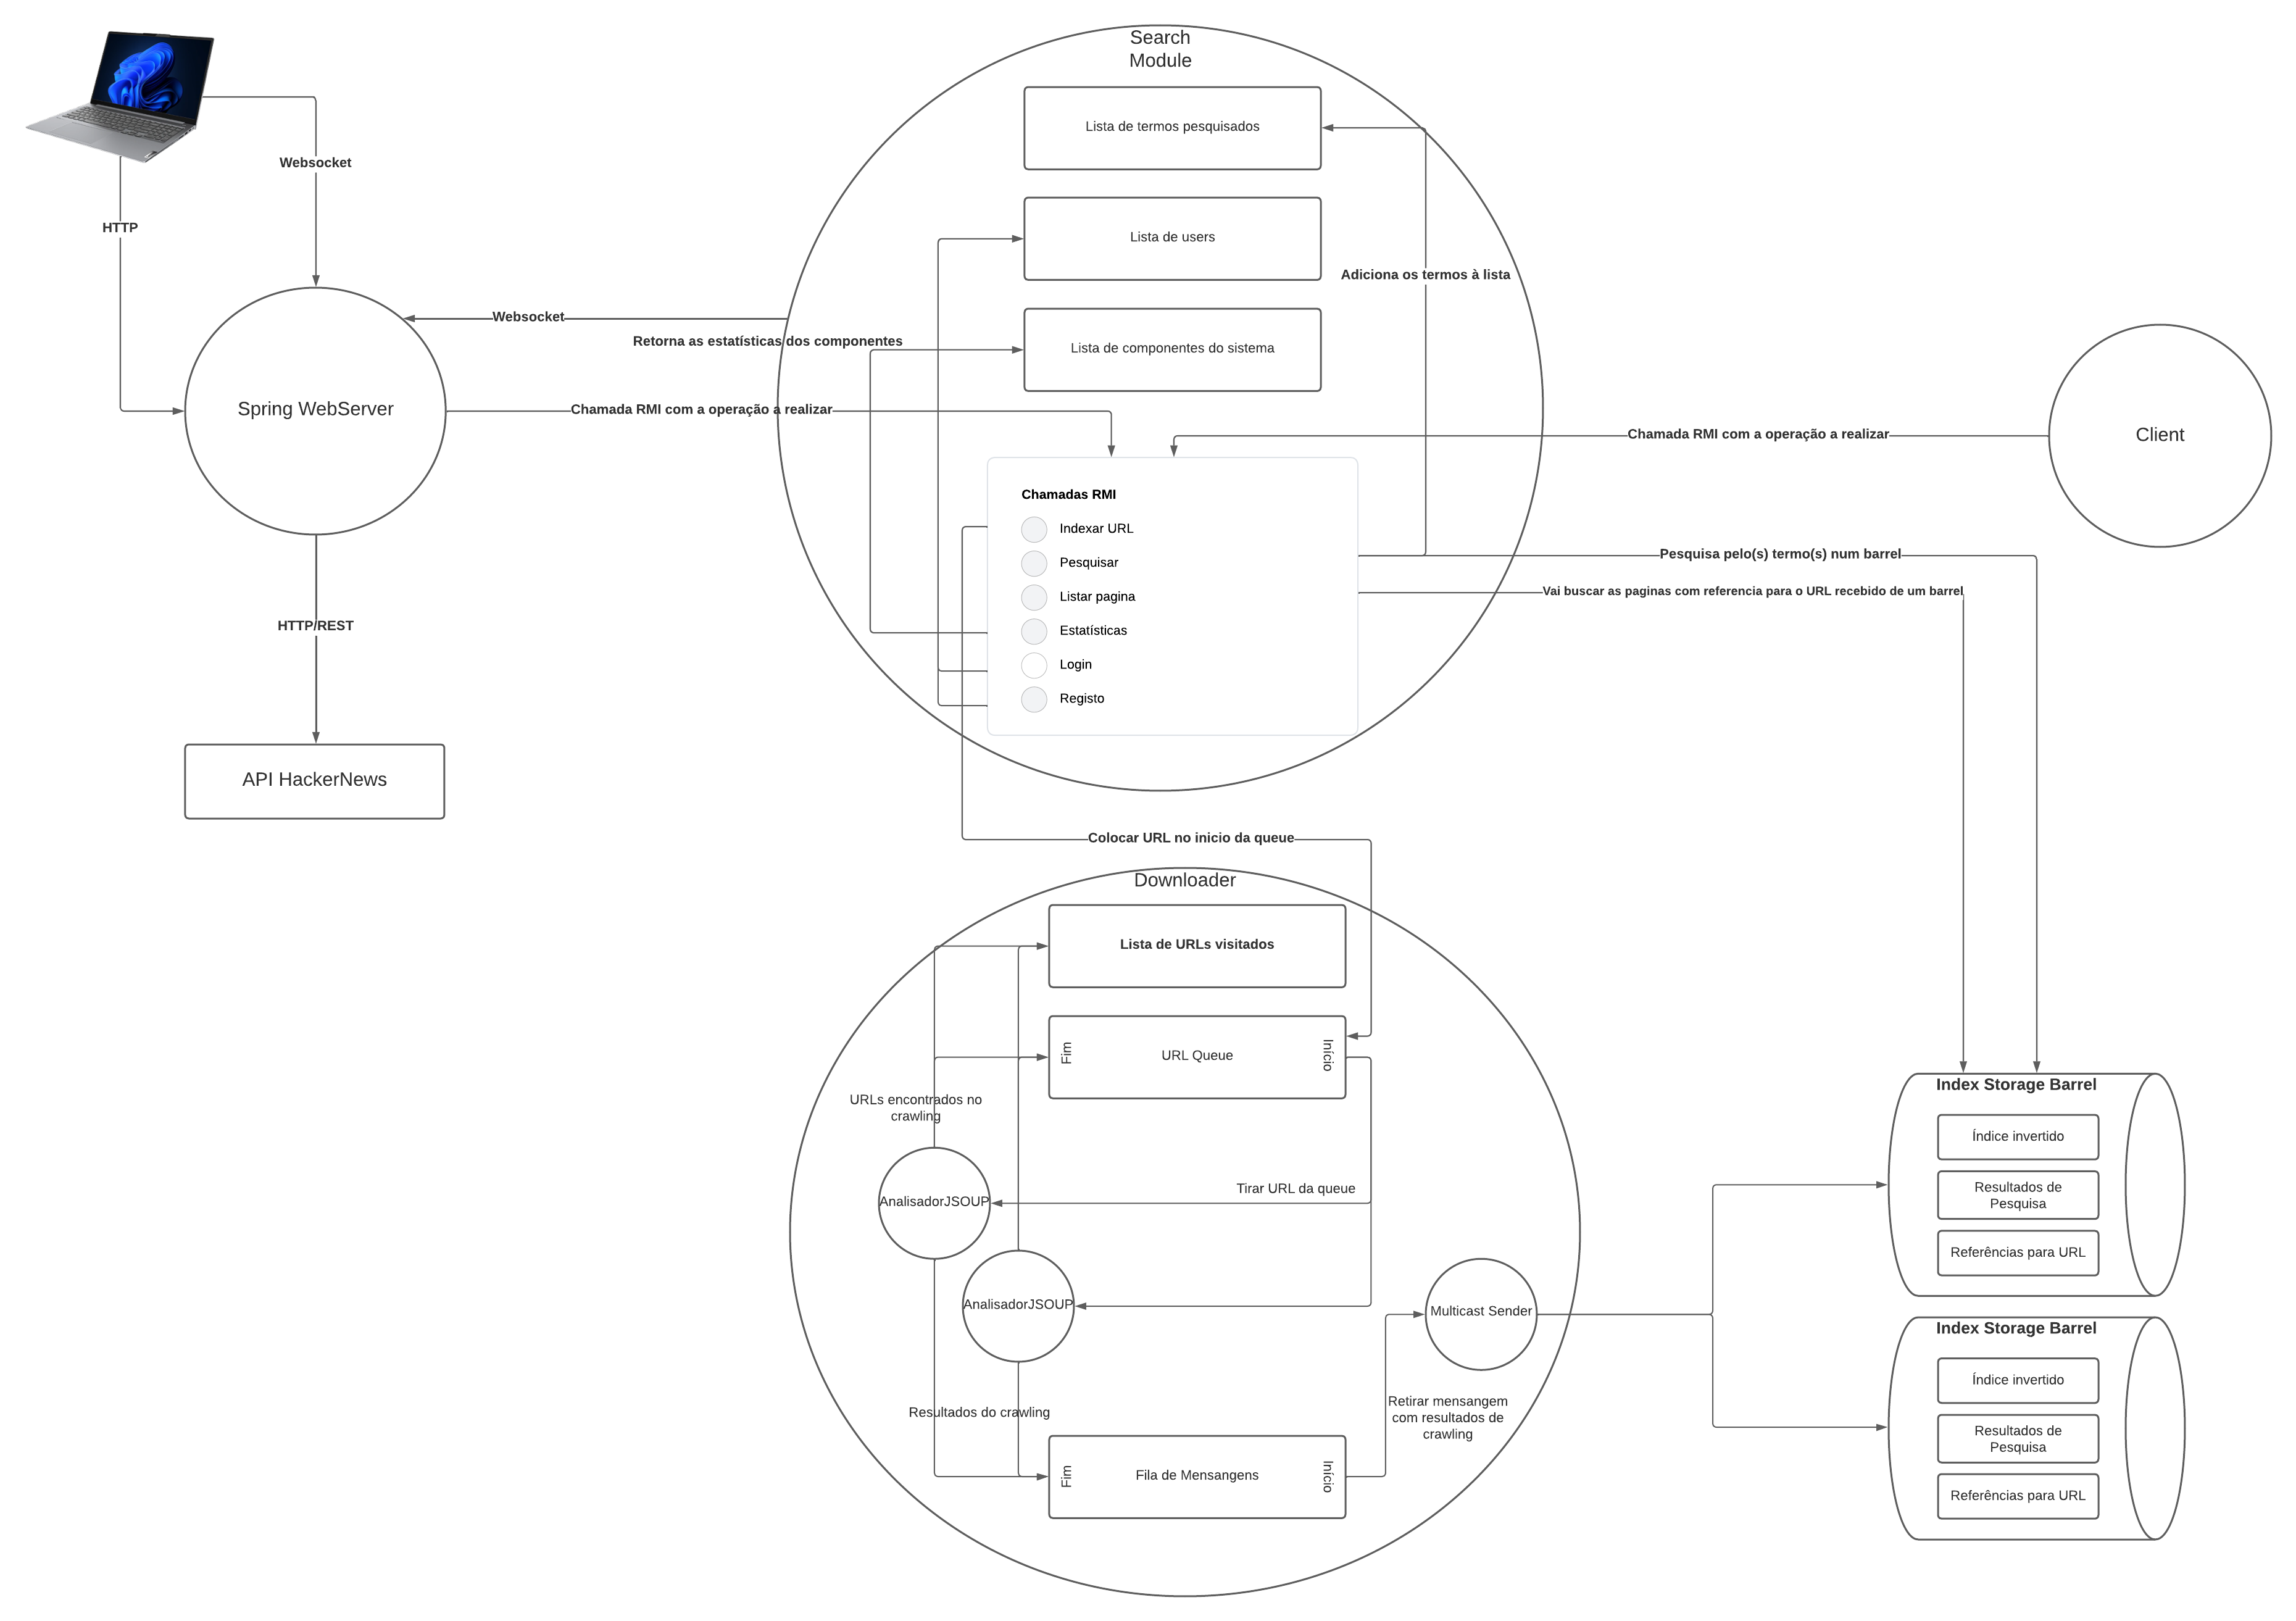 Search
Module
Lista de termos pesquisados
Websocket
HTTP
Lista de users
Adiciona os termos à lista
Websocket
Retorna as estatísticas dos componentes
Lista de componentes do sistema
Spring WebServer
Chamada RMI com a operação a realizar
Chamada RMI com a operação a realizar
Client
Chamadas RMI
Indexar URL
Pesquisar
Listar pagina
Estatísticas
Login
Registo
Pesquisa pelo(s) termo(s) num barrel
Vai buscar as paginas com referencia para o URL recebido de um barrel
HTTP/REST
API HackerNews
Colocar URL no inicio da queue
Downloader
Lista de URLs visitados
Fim
URL Queue
Início
URLs encontrados no
crawling
Tirar URL da queue
AnalisadorJSOUP
AnalisadorJSOUP
Multicast Sender
Resultados do crawling
Retirar mensangem
com resultados de
crawling
Fim
Fila de Mensangens
Início
Index Storage Barrel
Índice invertido
Resultados de
Pesquisa
Referências para URL
Index Storage Barrel
Índice invertido
Resultados de
Pesquisa
Referências para URL